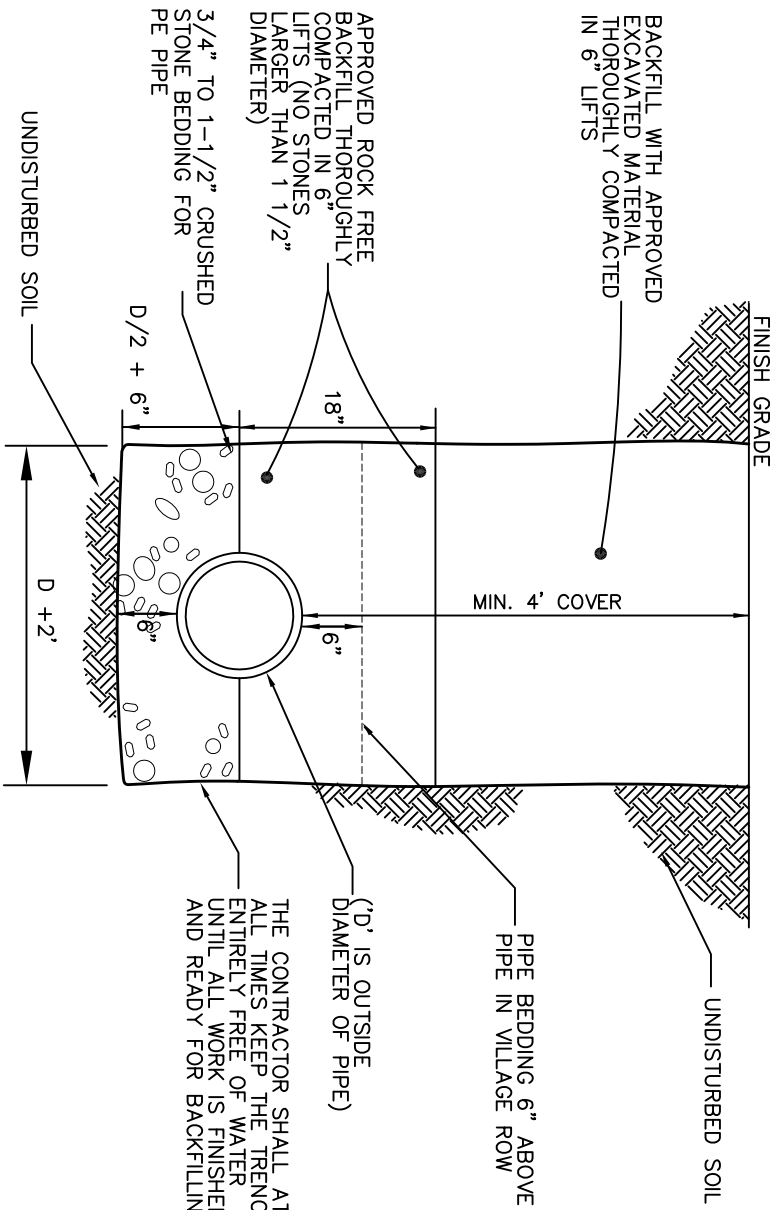 FINISH GRADE
BACKFILL WITH APPROVED
EXCAVATED MATERIAL
THOROUGHLY COMPACTED
IN 6" LIFTS
APPROVED ROCK FREE
BACKFILL THOROUGHLY
COMPACTED IN 6"
LIFTS (NO STONES
LARGER THAN 1 1/2"
DIAMETER)
3/4" TO 1-1/2" CRUSHED
STONE BEDDING FOR
PE PIPE
UNDISTURBED SOIL
D/2 + 6"
18"
D +2'
6"
6"
MIN. 4' COVER
UNDISTURBED SOIL
PIPE BEDDING 6" ABOVE
PIPE IN VILLAGE ROW
('D' IS OUTSIDE
DIAMETER OF PIPE)
THE CONTRACTOR SHALL AT
ALL TIMES KEEP THE TRENC
ENTIRELY FREE OF WATER
UNTIL ALL WORK IS FINISHE
AND READY FOR BACKFILLIN